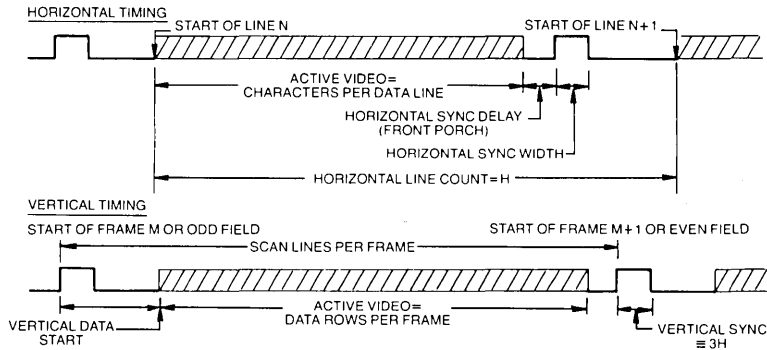 HORIZONTAL TIMING
START OF LINE N
START OF LINE N+1
ACTIVE VIDEO=
CHARACTERS PER DATA LINE
HORIZONTAL SYNC DELAY
(FRONT PORCH)
HORIZONTAL SYNC WIDTH
HORIZONTAL LINE COUNT=H
VERTICAL TIMING
START OF FRAME M OR ODD FIELD
START OF FRAME M+1 OR EVEN FIELD
SCAN LINES PER FRAME
ACTIVE VIDEO=
DATA ROWS PER FRAME
VERTICAL DATA
START
VERTICAL SYNC
≡ 3H